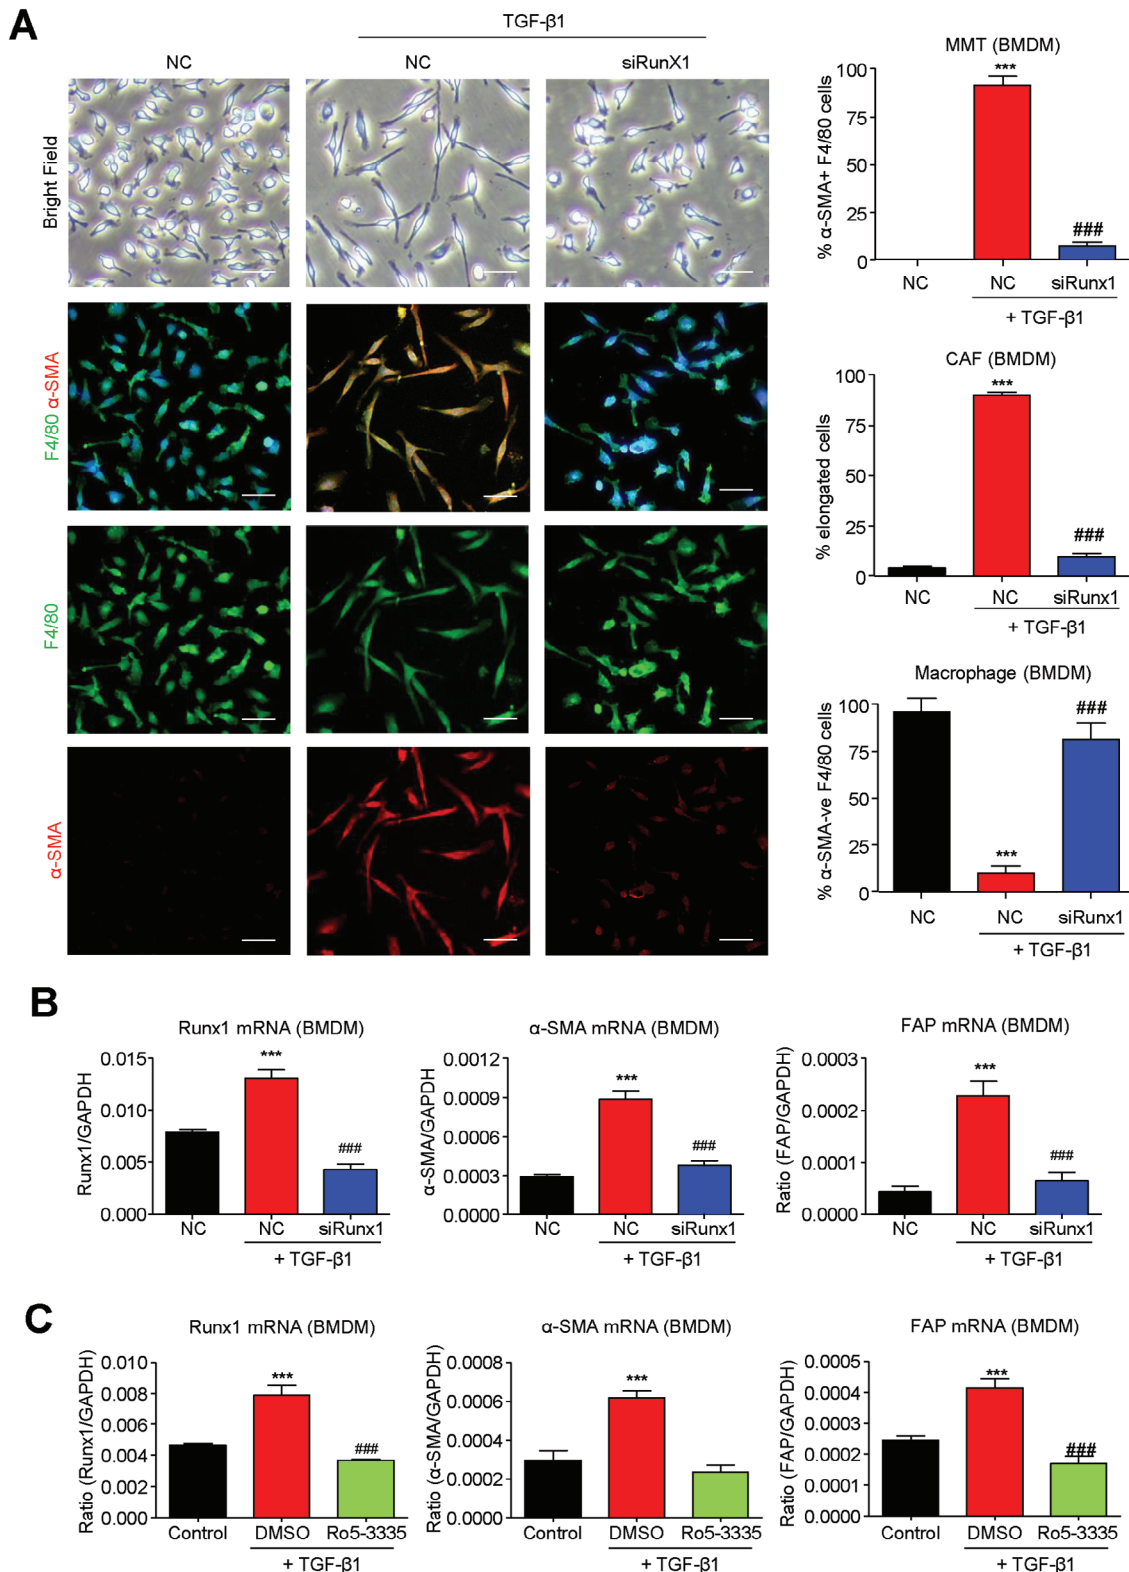 A
TGF-β1
NC
NC
siRunX1
Bright Field
F4/80 α-SMA
F4/80
α-SMA
MMT (BMDM)
% α-SMA+ F4/80 cells
100
75
50
25
0
***
###
NC
NC
siRunx1
+ TGF-β1
CAF (BMDM)
% elongated cells
100
75
50
25
0
***
###
NC
NC
siRunx1
+ TGF-β1
Macrophage (BMDM)
% α-SMA-ve F4/80 cells
100
75
50
25
0
***
###
NC
NC
siRunx1
+ TGF-β1
B
Runx1 mRNA (BMDM)
Runx1/GAPDH
0.015
0.010
0.005
0.000
***
###
NC
NC
siRunx1
+ TGF-β1
α-SMA mRNA (BMDM)
α-SMA/GAPDH
0.0012
0.0009
0.0006
0.0003
0.0000
***
###
NC
NC
siRunx1
+ TGF-β1
FAP mRNA (BMDM)
Ratio (FAP/GAPDH)
0.0003
0.0002
0.0001
0.0000
***
###
NC
NC
siRunx1
+ TGF-β1
C
Runx1 mRNA (BMDM)
Ratio (Runx1/GAPDH)
0.010
0.008
0.006
0.004
0.002
0.000
***
###
Control
DMSO
Ro5-3335
+ TGF-β1
α-SMA mRNA (BMDM)
Ratio (α-SMA/GAPDH)
0.0008
0.0006
0.0004
0.0002
0.0000
***
Control
DMSO
Ro5-3335
+ TGF-β1
FAP mRNA (BMDM)
Ratio (FAP/GAPDH)
0.0005
0.0004
0.0003
0.0002
0.0001
0.0000
***
###
Control
DMSO
Ro5-3335
+ TGF-β1